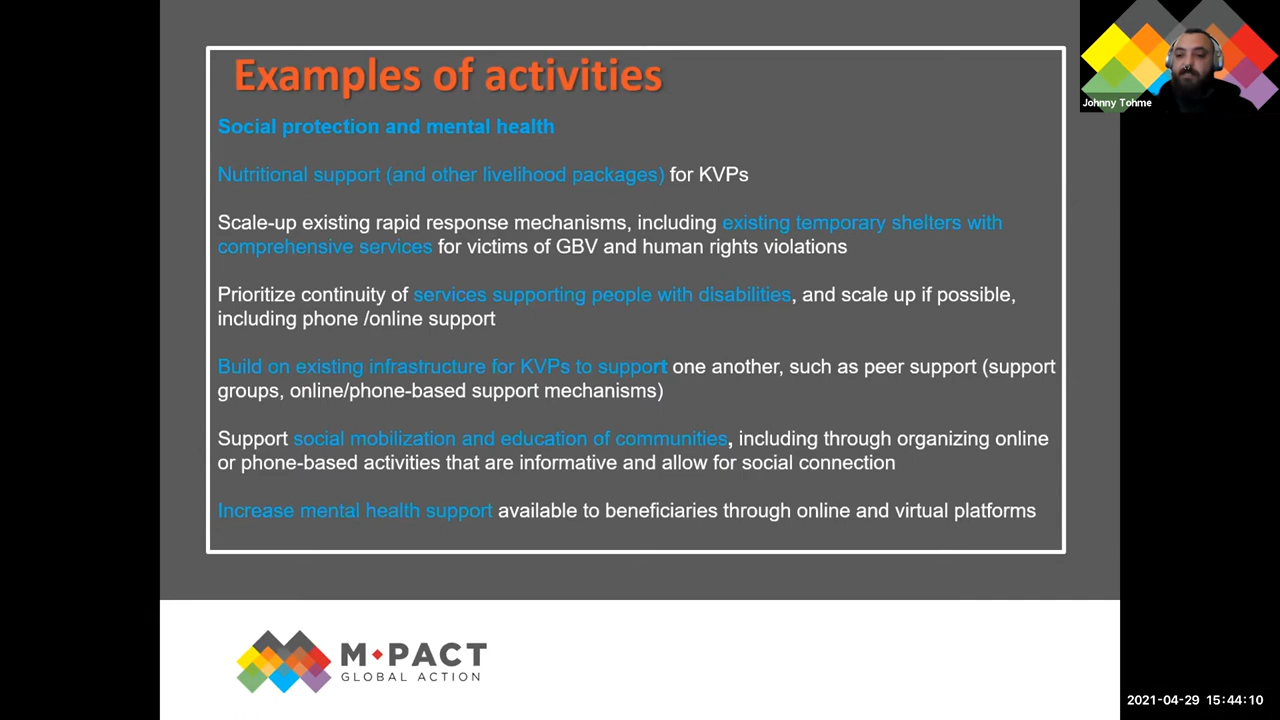 Examples of activities
Johnny Tohme
Social protection and mental health
Nutritional support (and other livelihood packages) for KVPs
Scale-up existing rapid response mechanisms, including existing temporary shelters with
comprehensive services for victims of GBV and human rights violations
Prioritize continuity of services supporting people with disabilities, and scale up if possible,
including phone /online support
Build on existing infrastructure for KVPs to support one another, such as peer support (support
groups, online/phone-based support mechanisms)
Support social mobilization and education of communities, including through organizing online
or phone-based activities that are informative and allow for social connection
Increase mental health support available to beneficiaries through online and virtual platforms
M PACT
GLOBAL ACTION
2021-04-29 15:44:10